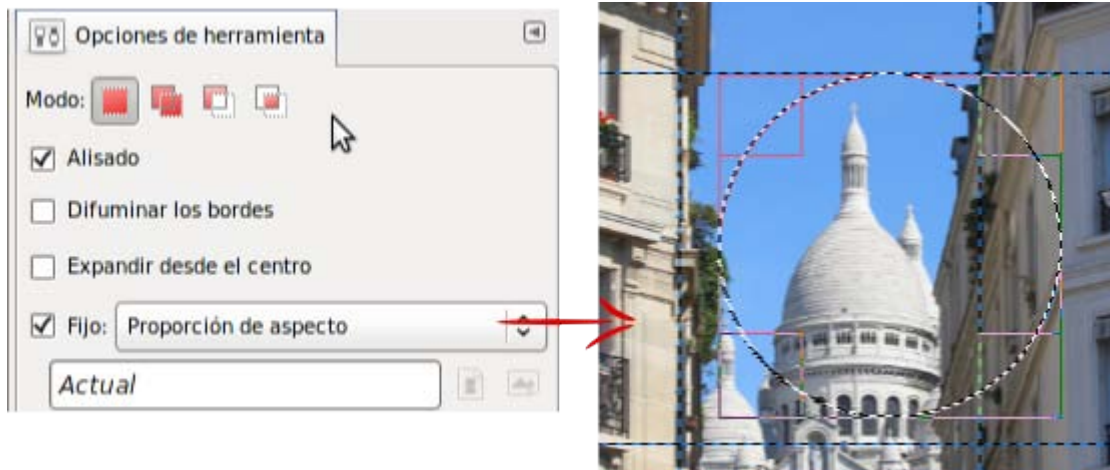 Opciones de herramienta
Modo:
Alisado
Difuminar los bordes
Expandir desde el centro
Fijo: Proporción de aspecto
Actual